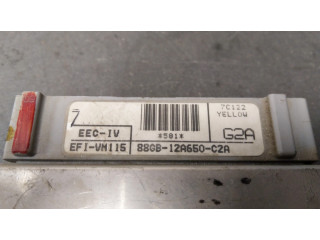 Z
7C122
YELLOW
EEC-IV
*581*
G2A
EFI-VM115
88GB-12A650-C2A